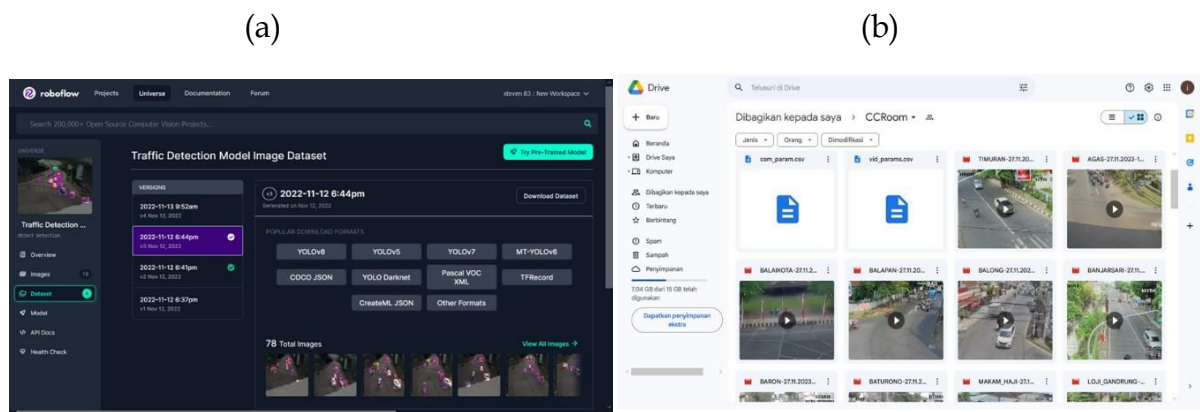 (a)
(b)
roboflow Projects Universe Documentation Forum steven 83 : New Workspace
Search 200,000+ Open Source Computer Vision Projects...
UNIVERSE
Traffic Detection ...
Object Detection
Overview
Images 78
Dataset 4
Model
API Docs
Health Check
Traffic Detection Model Image Dataset
Try Pre-Trained Model
VERSIONS
2022-11-13 9:52am
v4 Nov 13, 2022
2022-11-12 6:44pm
v3 Nov 12, 2022
2022-11-12 6:41pm
v2 Nov 12, 2022
2022-11-12 6:37pm
v1 Nov 12, 2022
v3 2022-11-12 6:44pm
Generated on Nov 12, 2022
Download Dataset
POPULAR DOWNLOAD FORMATS
YOLOv8 YOLOv5 YOLOv7 MT-YOLOv6
COCO JSON YOLO Darknet Pascal VOC XML TFRecord
CreateML JSON Other Formats
78 Total Images
View All Images →
Drive
Telusuri di Drive
Baru
Beranda
Drive Saya
Komputer
Dibagikan kepada saya
Terbaru
Berbintang
Spam
Sampah
Penyimpanan
7,04 GB dari 15 GB telah
digunakan
Dapatkan penyimpanan
ekstra
Dibagikan kepada saya > CCRoom
Jenis Orang Dimodifikasi
cam_param.csv vid_params.csv TIMURAN-27.11.20... AGAS-27.11.2023-1...
BALAIKOTA-27.11.2... BALAPAN-27.11.20... BALONG-27.11.202... BANJARSARI-27.11....
BARON-27.11.2023... BATURONO-27.11.2... MAKAM_HAJI-27.1... LOJI_GANDRUNG-...